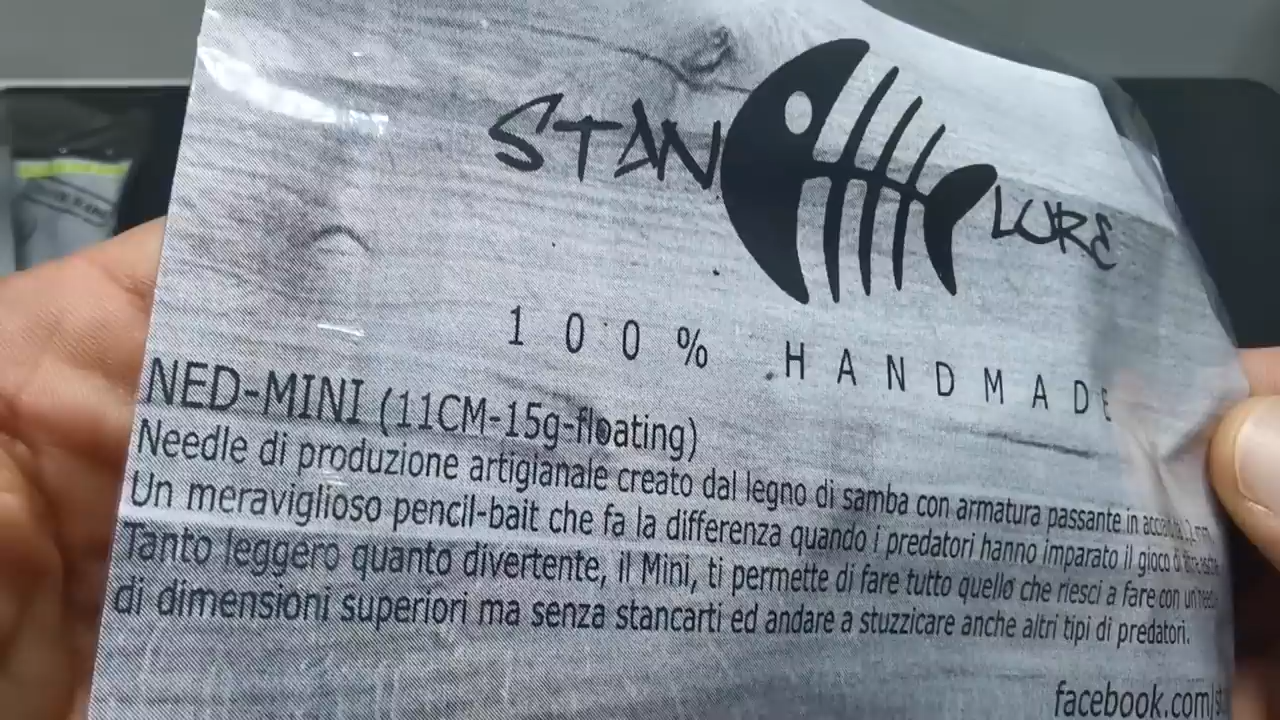 STAN LURE
100% HANDMADE
NED-MINI (11CM-15g-floating)
Needle di produzione artigianale creato dal legno di samba con armatura passante in
Un meraviglioso pencil-bait che fa la differenza quando i predatori hanno imparato il gioco di
Tanto leggero quanto divertente, il Mini, ti permette di fare tutto quello che riesci a fare con un
di dimensioni superiori ma senza stancarti ed andare a stuzzicare anche altri tipi di predatori.
facebook.com/st